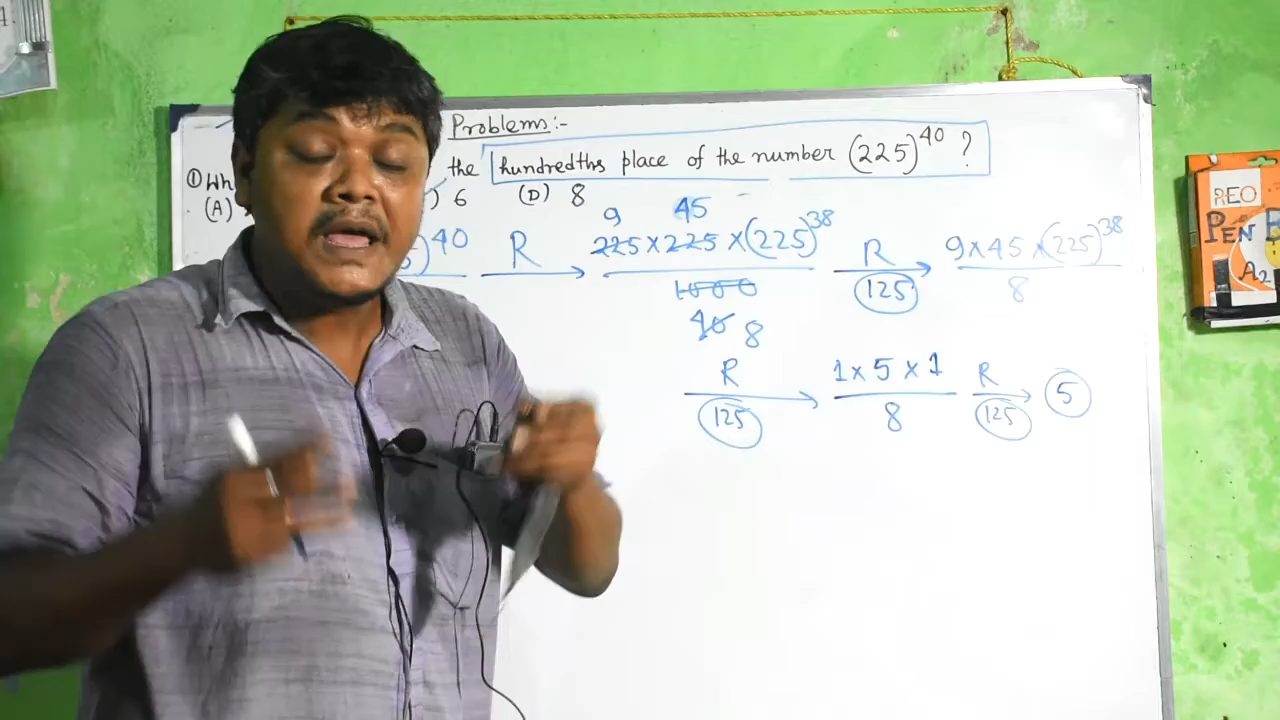 Problems:-
① Wh the hundredths place of the number (225)^40 ?
(A) ) 6 (D) 8
9 45
)^40 R→ 225 × 225 × (225)^38 / 1000 R→ 125 9 × 45 × (225)^38 / 8
40 8
R→ 125 1 × 5 × 1 / 8 R→ 125 5
REO
PEN B
A2